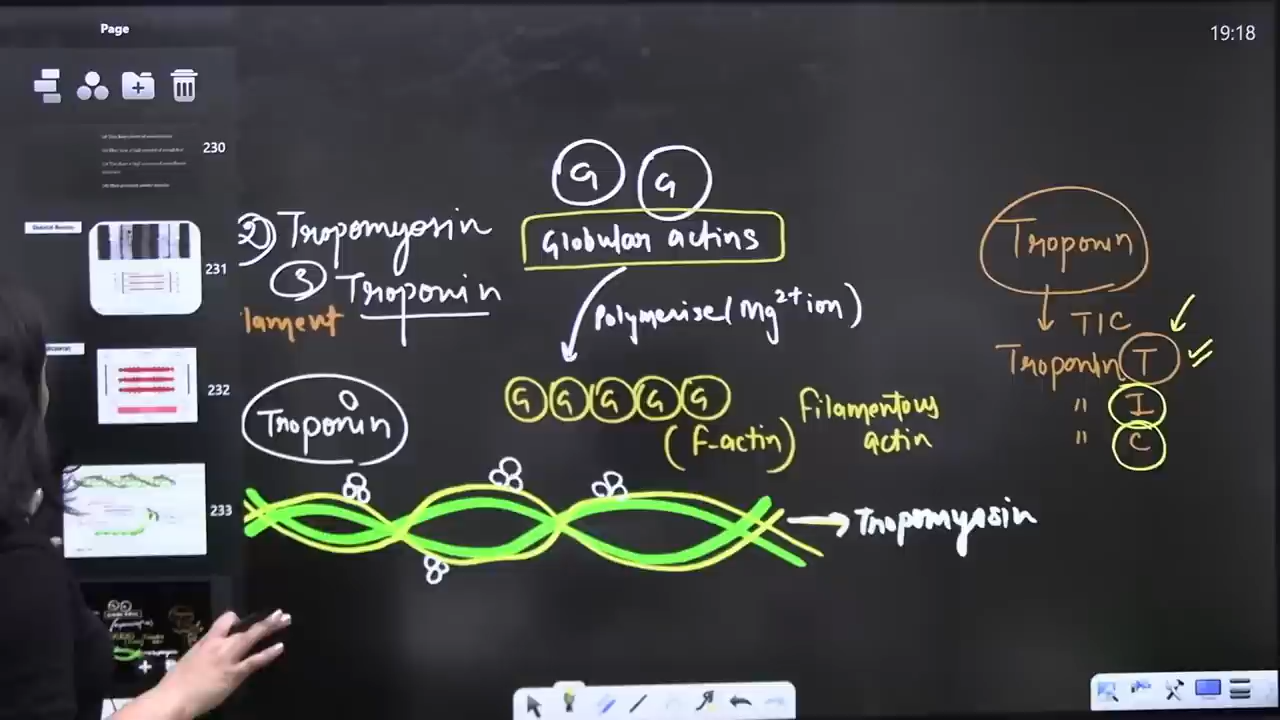 Page
19:18
230
231
232
233
G G
2) Tropomyosin
3 Troponin
lament
Globular actins
Polymerise (Mg2+ ion)
G G G G G
(F-actin)
Filamentous
actin
Troponin
Tropomyosin
Troponin
TIC
Troponin T
" I
" C